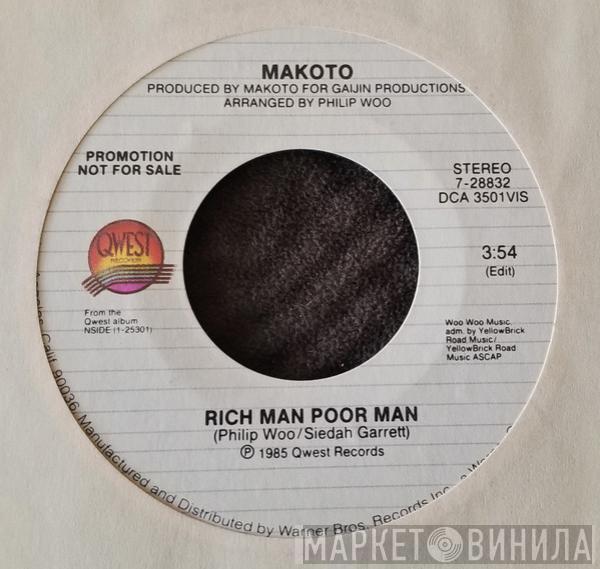 MAKOTO
PRODUCED BY MAKOTO FOR GAIJIN PRODUCTIONS
ARRANGED BY PHILIP WOO
PROMOTION
NOT FOR SALE
STEREO
7-28832
DCA 3501VIS
QWEST
RECORDS
3:54
(Edit)
From the
Qwest album
NSIDE (1-25301)
Woo Woo Music.
adm. by YellowBrick
Road Music/
YellowBrick Road
Music ASCAP
RICH MAN POOR MAN
(Philip Woo/Siedah Garrett)
Ⓟ 1985 Qwest Records
Calif. 90036, Manufactured and Distributed by Warner Bros. Records Inc.
МАРКЕТ ВИНИЛА